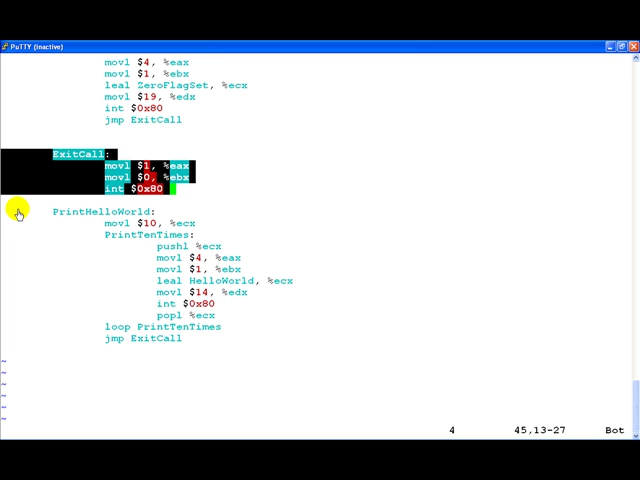 PuTTY (inactive)
movl $4, %eax
movl $1, %ebx
leal ZeroFlagSet, %ecx
movl $19, %edx
int $0x80
jmp ExitCall
ExitCall:
movl $1, %eax
movl $0, %ebx
int $0x80
PrintHelloWorld:
movl $10, %ecx
PrintTenTimes:
pushl %ecx
movl $4, %eax
movl $1, %ebx
leal HelloWorld, %ecx
movl $14, %edx
int $0x80
popl %ecx
loop PrintTenTimes
jmp ExitCall
~
~
~
~
~
~
4 45,13-27 Bot